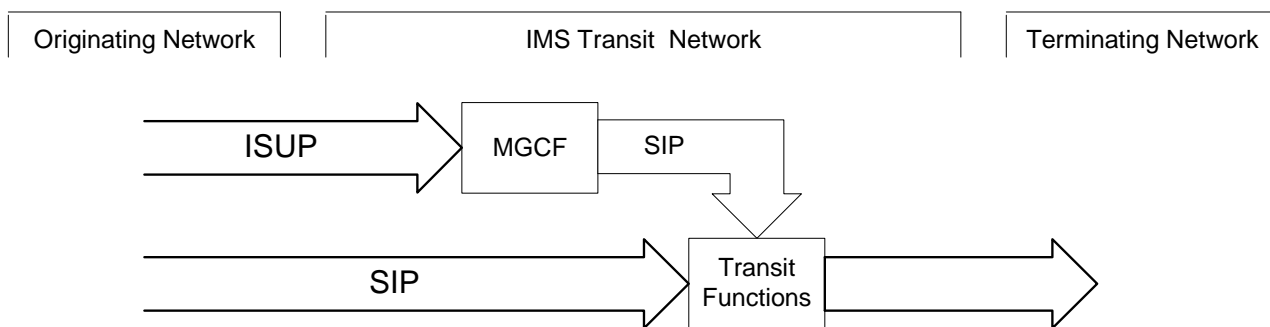 Originating Network
IMS Transit Network
Terminating Network
ISUP
MGCF
SIP
SIP
Transit
Functions